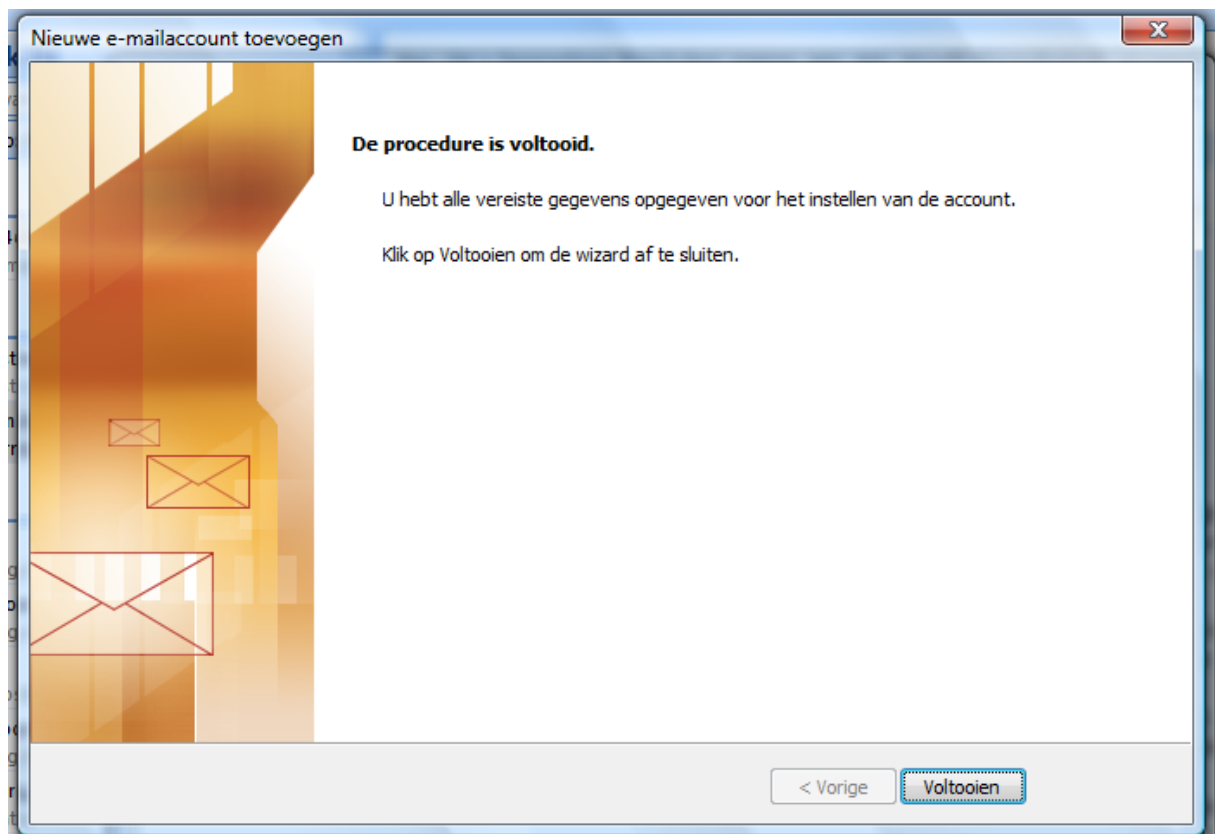 Nieuwe e-mailaccount toevoegen
X
De procedure is voltooid.
U hebt alle vereiste gegevens opgegeven voor het instellen van de account.
Klik op Voltooien om de wizard af te sluiten.
< Vorige
Voltooien